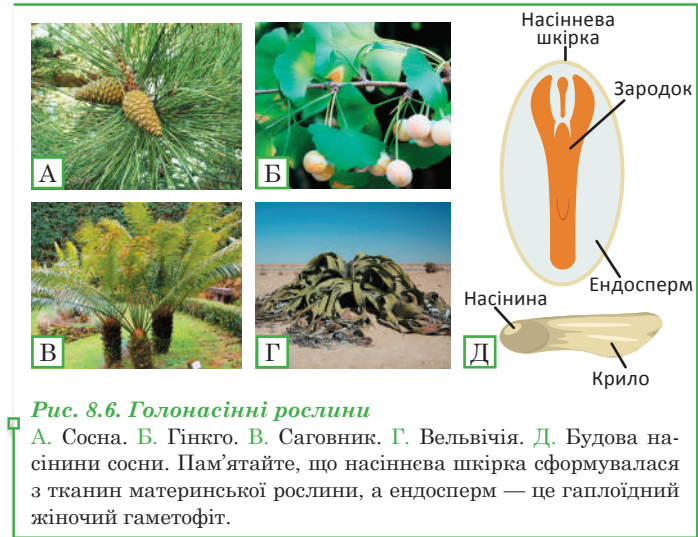 Насіннева
шкірка
Зародок
А
Б
Ендосперм
Насінина
В
Г
Д
Крило
Рис. 8.6. Голонасінні рослини
А. Сосна. Б. Гінкго. В. Саговник. Г. Вельвічія. Д. Будова на-
сінини сосни. Пам’ятайте, що насіннєва шкірка сформувалася
з тканин материнської рослини, а ендосперм — це гаплоїдний
жіночий гаметофіт.